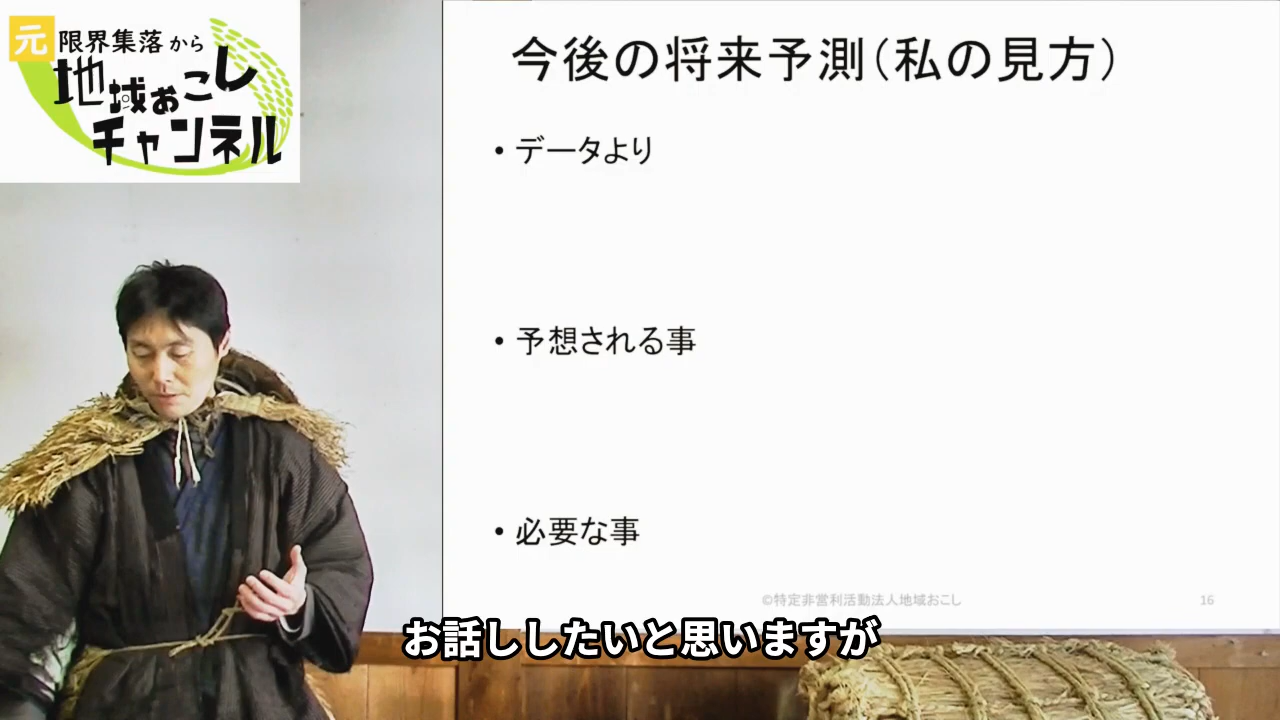 元 限界集落から
地域おこし
チャンネル
今後の将来予測(私の見方)
• データより
• 予想される事
• 必要な事
©特定非営利活動法人地域おこし
16
お話ししたいと思いますが